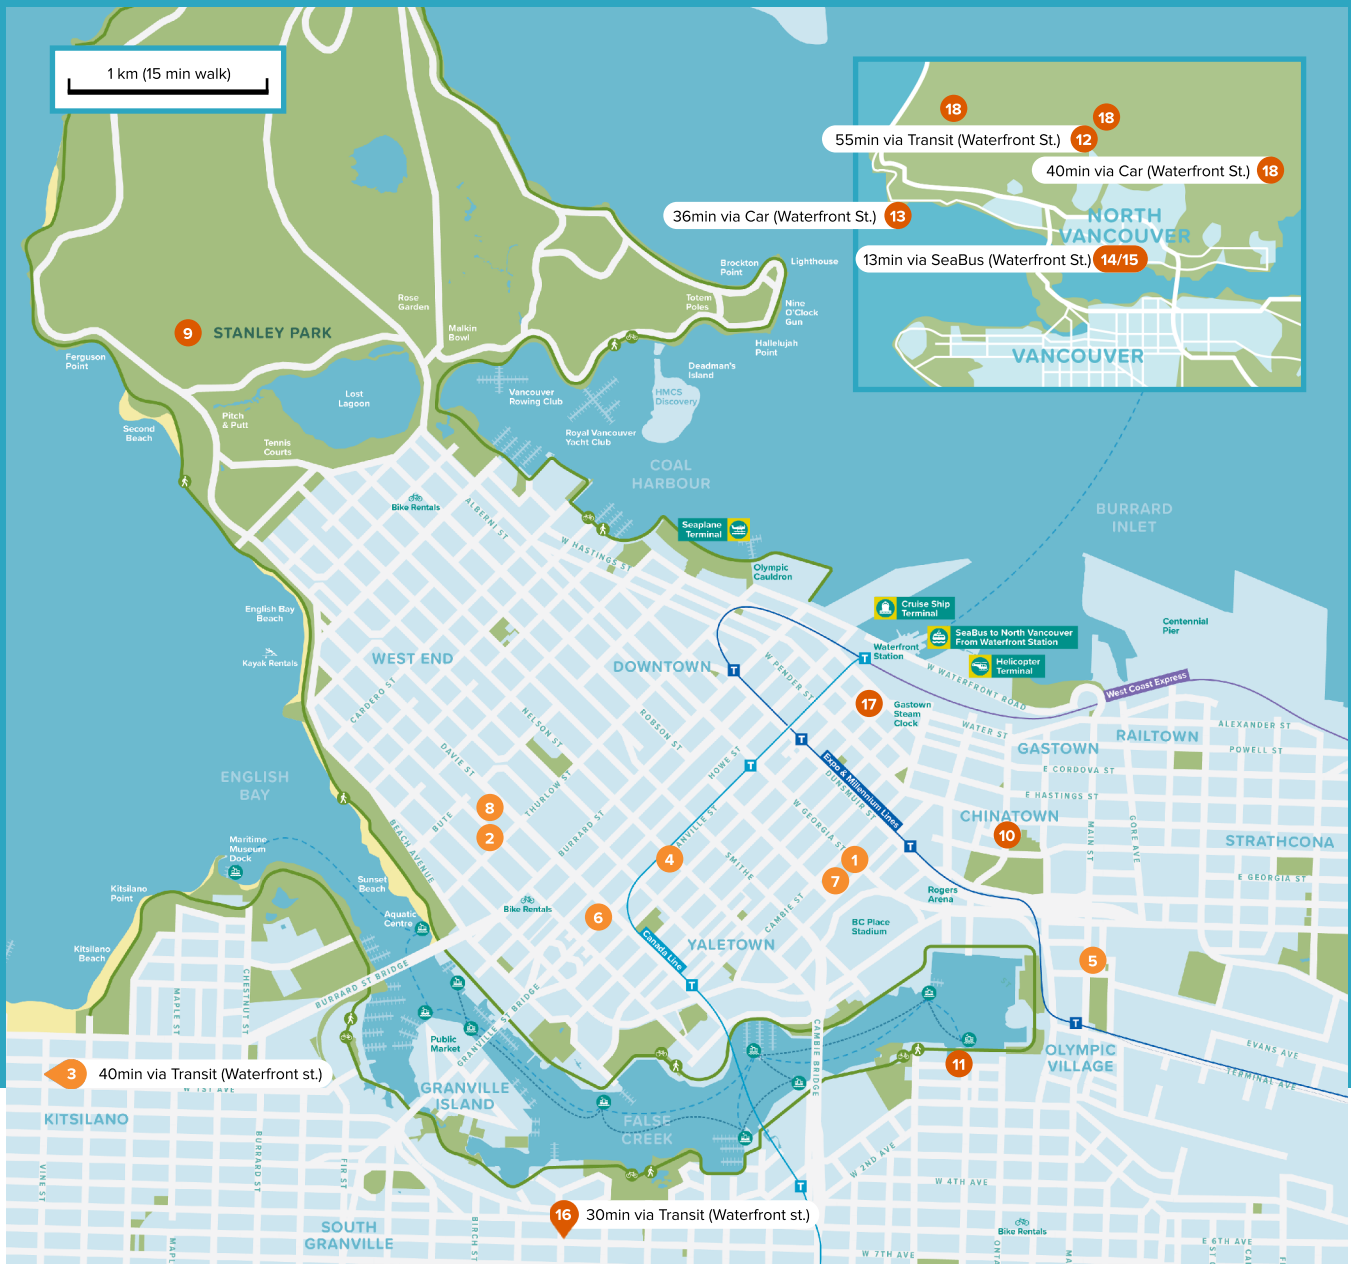 1 km (15 min walk)
18
18
55min via Transit (Waterfront St.)
12
40min via Car (Waterfront St.)
18
36min via Car (Waterfront St.)
13
NORTH
VANCOUVER
13min via SeaBus (Waterfront St.)
14/15
VANCOUVER
Brockton
Point
Lighthouse
Totem
Poles
Nine
O'Clock
Gun
Hallelujah
Point
Rose
Garden
Malkin
Bowl
9
STANLEY PARK
Ferguson
Point
Deadman's
Island
HMCS
Discovery
Vancouver
Rowing Club
Royal Vancouver
Yacht Club
Lost
Lagoon
Pitch
& Putt
Second
Beach
Tennis
Courts
COAL
HARBOUR
Bike Rentals
ALBERNI ST
W HASTINGS ST
Seaplane
Terminal
BURRARD
INLET
Olympic
Cauldron
Cruise Ship
Terminal
SeaBus to North Vancouver
From Waterfront Station
Helicopter
Terminal
Centennial
Pier
English Bay
Beach
Kayak Rentals
WEST END
DOWNTOWN
Waterfront
Station
T
T
W PENDER ST
W WATERFRONT ROAD
West Coast Express
17
Gastown
Steam
Clock
WATER ST
CARDERO ST
NELSON ST
ROBSON ST
ALEXANDER ST
RAILTOWN
GASTOWN
POWELL ST
T
T
HOWE ST
DAVIE ST
THURLOW ST
Expo & Millennium Lines
DUNSMUIR ST
E CORDOVA ST
E HASTINGS ST
ENGLISH
BAY
8
2
BUTE
BEACH AVENUE
BURRARD ST
GRANVILLE ST
W GEORGIA ST
CHINATOWN
10
MAIN ST
GORE AVE
STRATHCONA
Maritime
Museum
Dock
4
SMITHE
1
7
T
E GEORGIA ST
Kitsilano
Point
Sunset
Beach
Aquatic
Centre
Bike Rentals
6
CAMBIE ST
Rogers
Arena
BC Place
Stadium
Kitsilano
Beach
YALETOWN
Canada Line
T
5
BURRARD ST BRIDGE
GRANVILLE ST BRIDGE
MAPLE ST
CHESTNUT ST
Public
Market
CAMBIE BRIDGE
T
EVANS AVE
TERMINAL AVE
OLYMPIC
VILLAGE
11
3
40min via Transit (Waterfront st.)
W 1ST AVE
GRANVILLE
ISLAND
KITSILANO
FALSE
CREEK
VINE ST
BURRARD ST
FIR ST
W 2ND AVE
W 4TH AVE
T
16
30min via Transit (Waterfront st.)
Bike Rentals
SOUTH
GRANVILLE
BIRCH ST
W 7TH AVE
E 6TH AVE